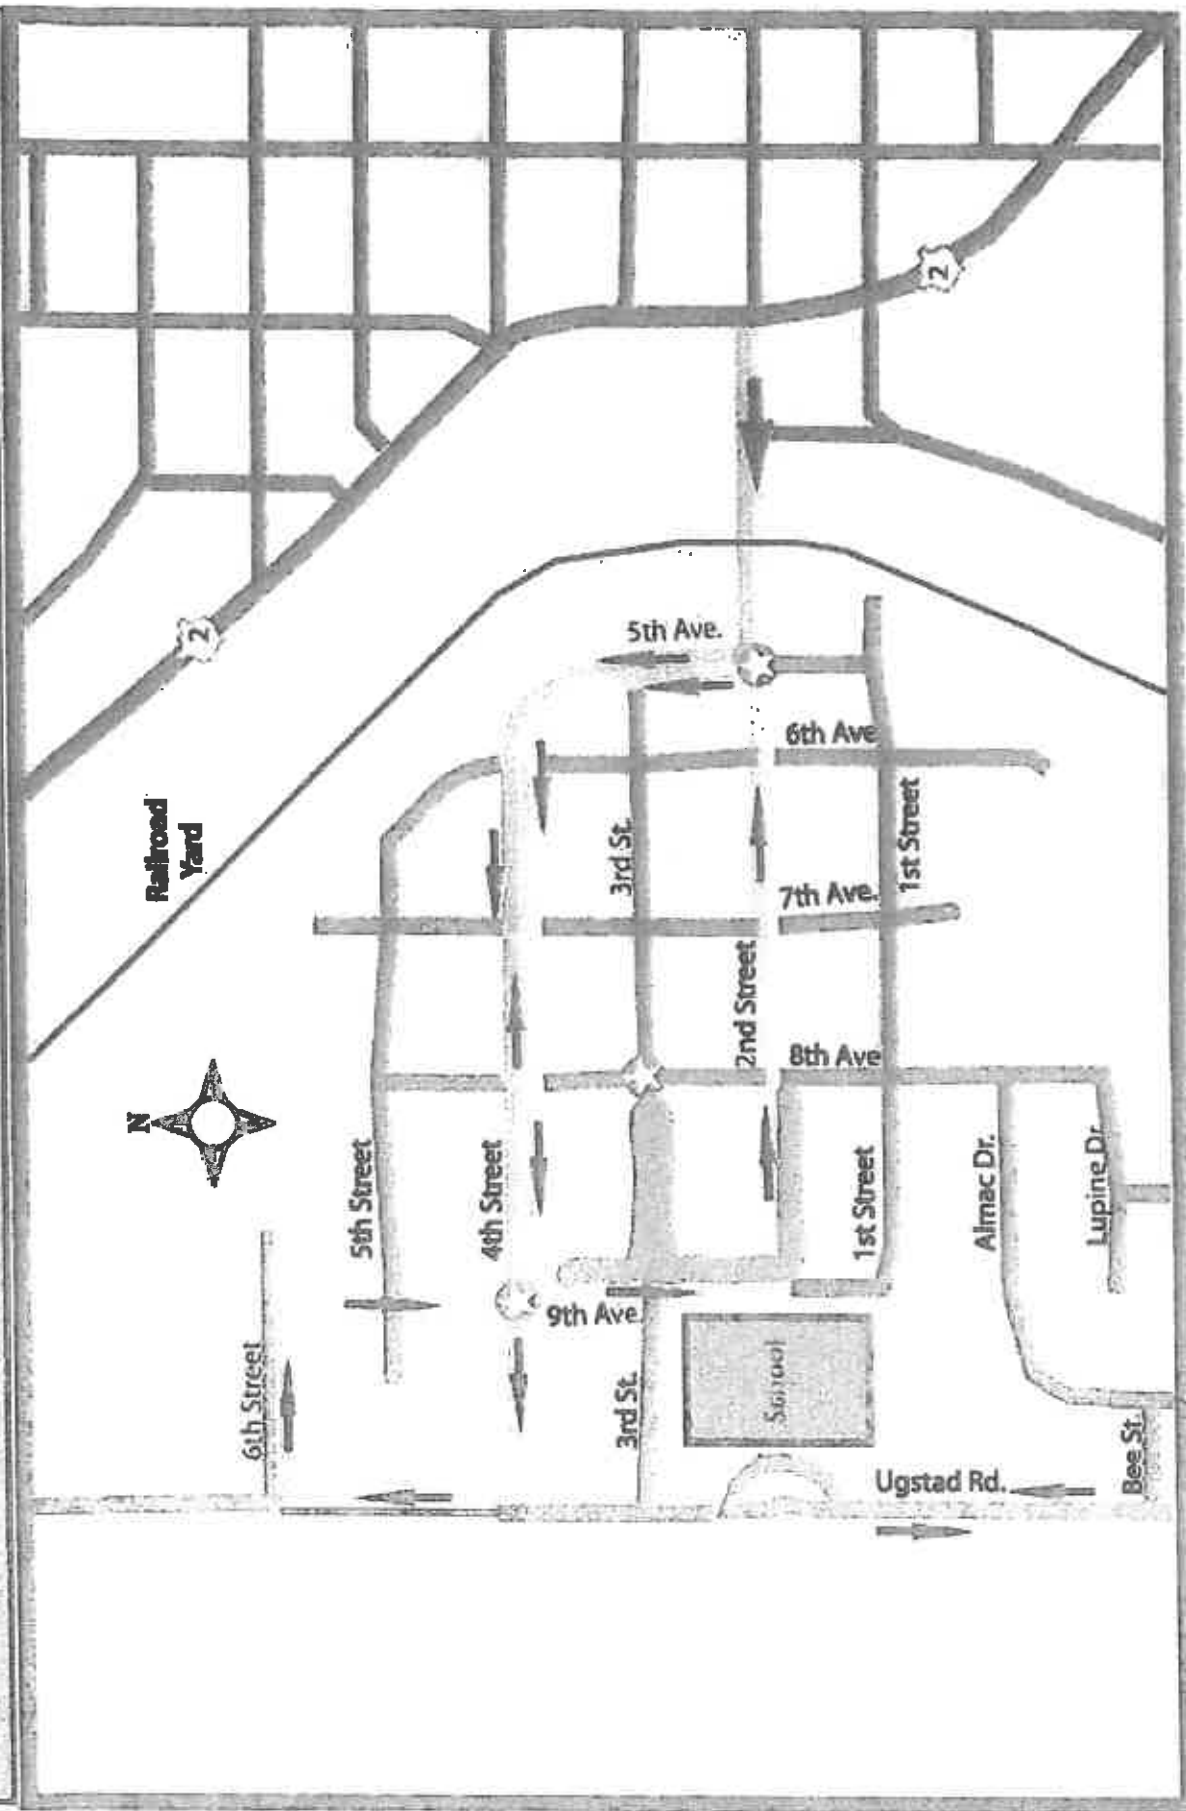 2
2
Railroad
Yard
N
5th Ave.
6th Ave
3rd St.
7th Ave.
1st Street
2nd Street
8th Ave
5th Street
4th Street
1st Street
Almac Dr.
Lupine Dr.
9th Ave.
6th Street
3rd St.
School
Ugstad Rd.
Bee St.